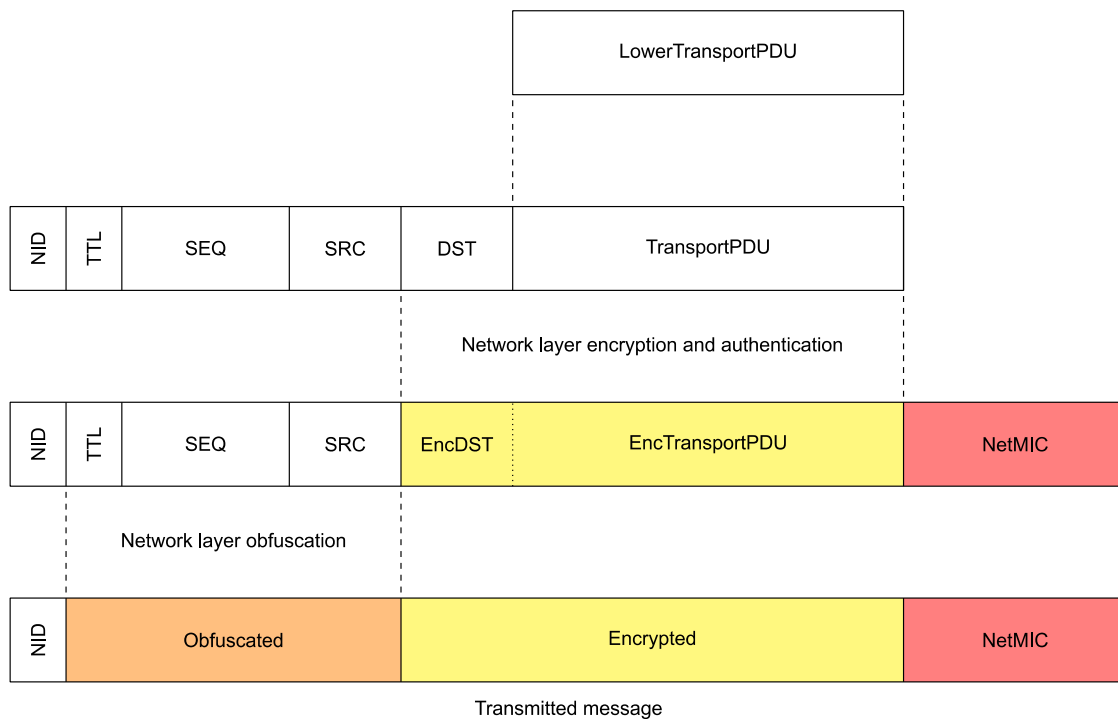 LowerTransportPDU
NID TTL SEQ SRC DST TransportPDU
Network layer encryption and authentication
NID TTL SEQ SRC EncDST EncTransportPDU NetMIC
Network layer obfuscation
NID Obfuscated Encrypted NetMIC
Transmitted message